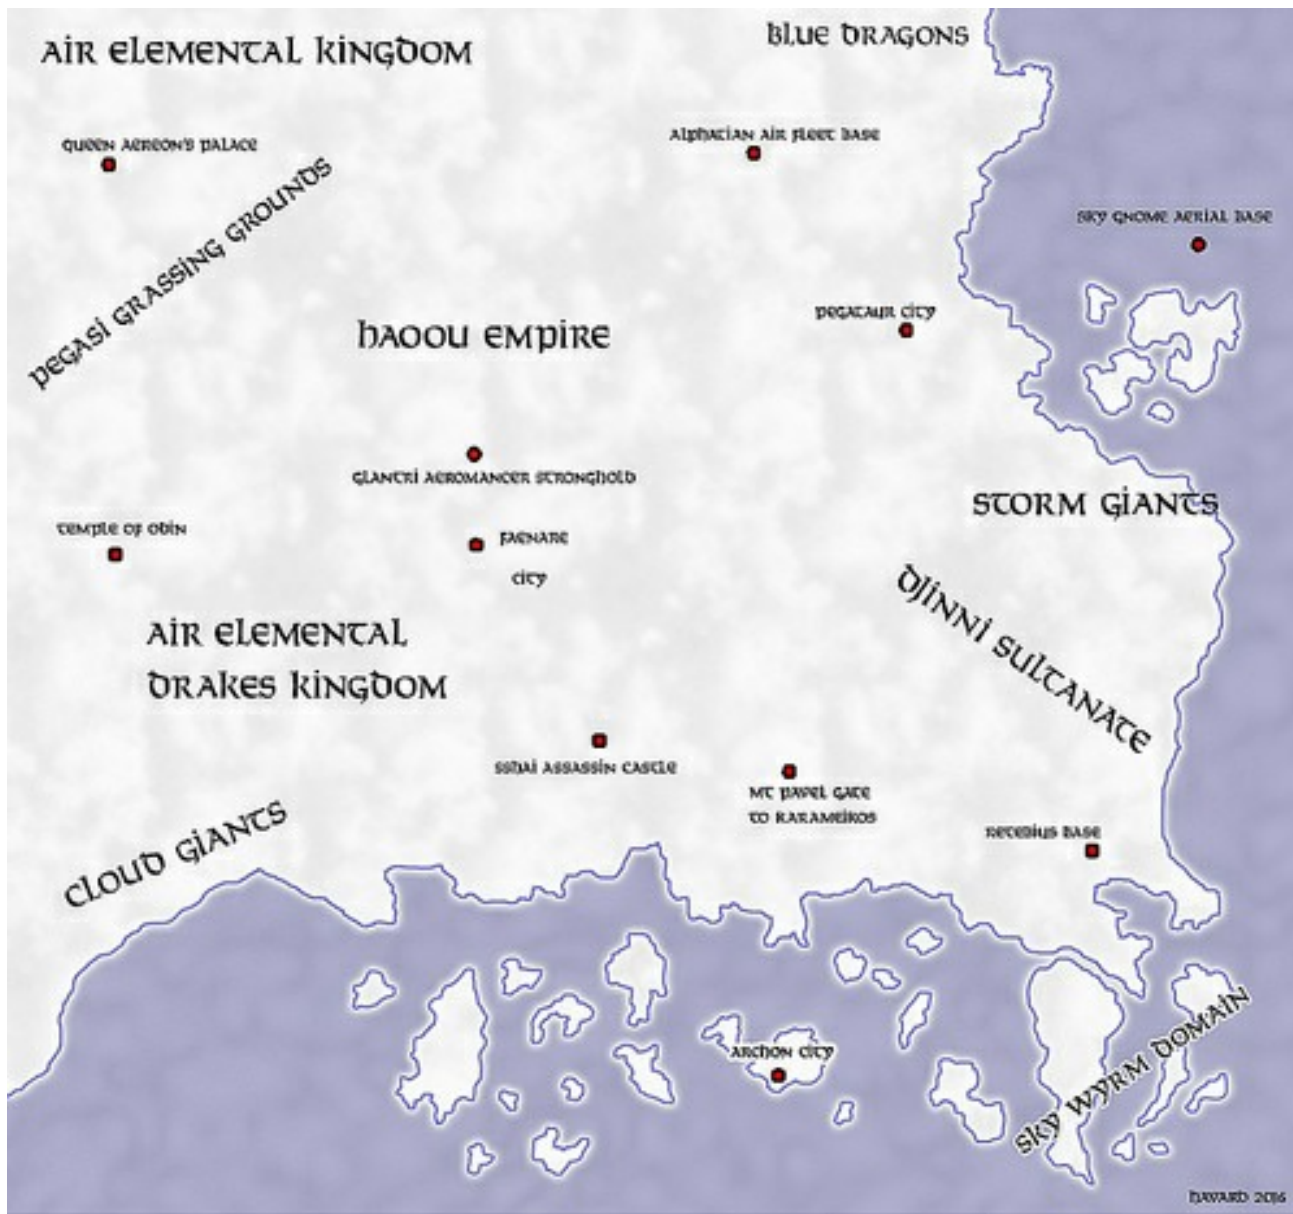 Blue Dragons
Air Elemental Kingdom
Alphatian Air Fleet Base
Queen Aereon's Palace
Sky Gnome Aerial Base
Pegasi Grassing Grounds
Pegataur City
Haoou Empire
Glantri Aeromancer Stronghold
Storm Giants
Temple of Odin
Faenare
City
Djinni Sultanate
Air Elemental
Drakes Kingdom
Sshai Assassin Castle
Mt Pavel Gate
to Karameikos
Retebius Base
Cloud Giants
Archon City
Sky Wyrm Domain
Havard 2016